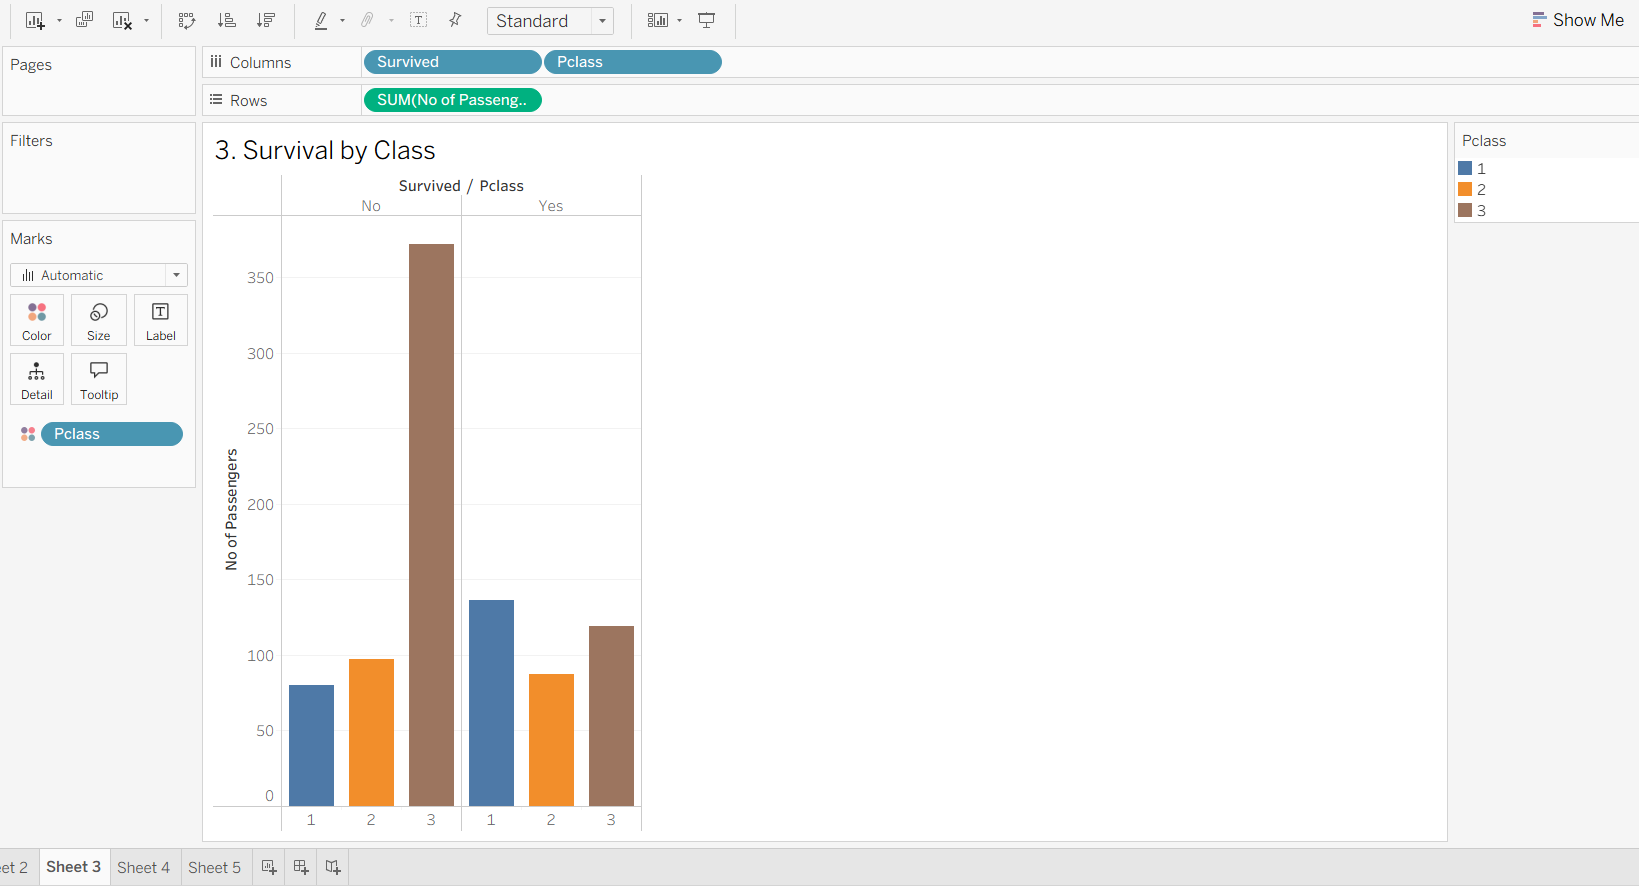 Standard
Show Me
Pages
Columns
Survived
Pclass
Rows
SUM(No of Passeng..
Filters
Marks
Automatic
Color
Size
Label
Detail
Tooltip
Pclass
3. Survival by Class
Survived / Pclass
No
Yes
No of Passengers
350
300
250
200
150
100
50
0
1
2
3
1
2
3
Pclass
1
2
3
et 2
Sheet 3
Sheet 4
Sheet 5